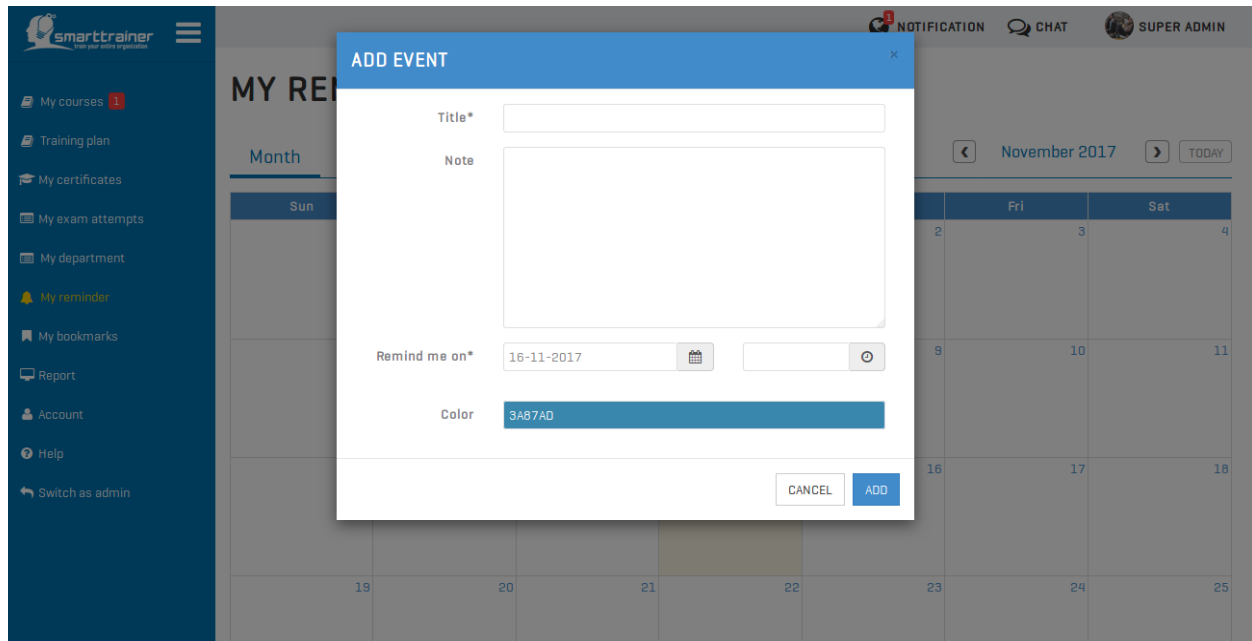 smarttrainer
train your entire organization
1
NOTIFICATION
CHAT
SUPER ADMIN
My courses 1
Training plan
My certificates
My exam attempts
My department
My reminder
My bookmarks
Report
Account
Help
Switch as admin
MY REM
Month
November 2017
TODAY
Sun
Fri
Sat
2
3
4
9
10
11
16
17
18
19
20
21
22
23
24
25
ADD EVENT
×
Title*
Note
Remind me on*
16-11-2017
Color
3A87AD
CANCEL
ADD